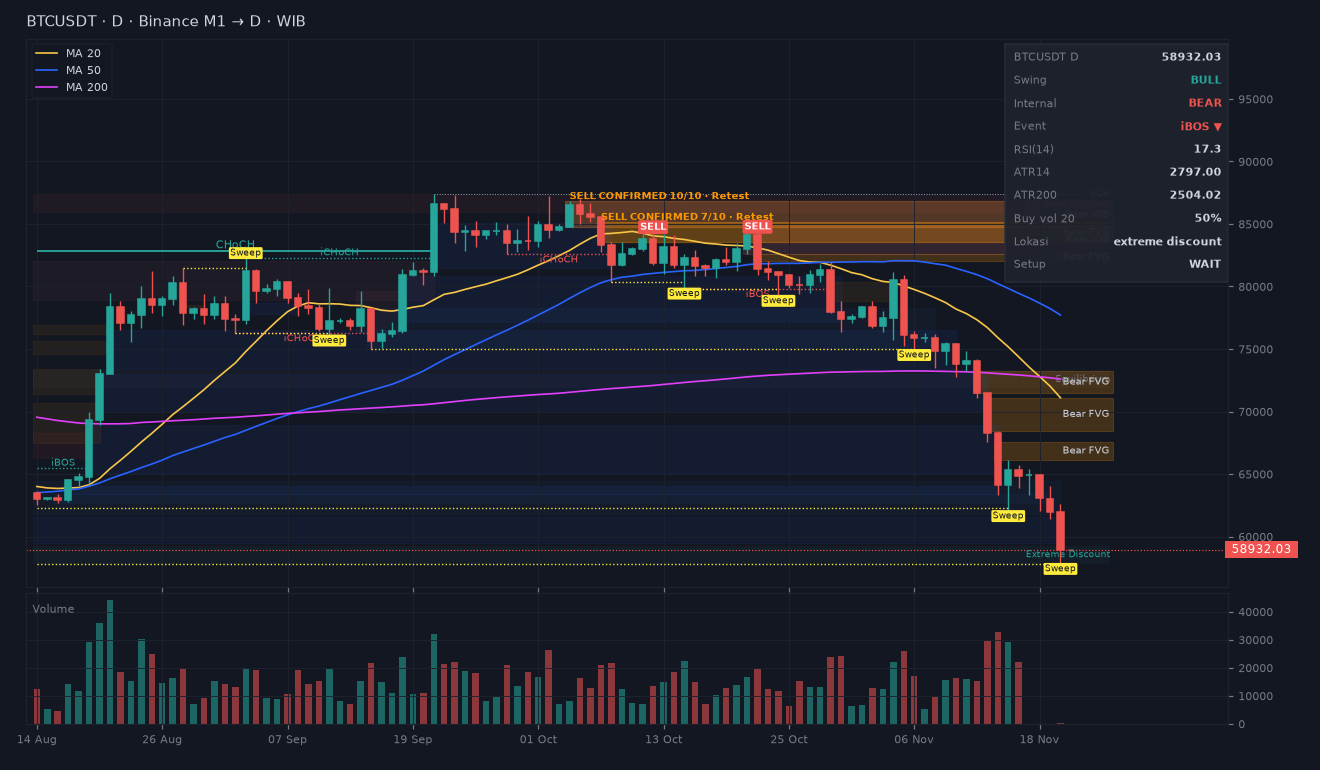 BTCUSDT · D · Binance M1 → D · WIB
MA 20
MA 50
MA 200
BTCUSDT D 58932.03
Swing BULL
Internal BEAR
Event iBOS ▼
RSI(14) 17.3
ATR14 2797.00
ATR200 2504.02
Buy vol 20 50%
Lokasi extreme discount
Setup WAIT
95000
90000
85000
80000
75000
70000
65000
60000
58932.03
SELL CONFIRMED 10/10 · Retest
SELL CONFIRMED 7/10 · Retest
SELL
SELL
CHoCH
Sweep
iCHoCH
iCHoCH
Sweep
iBOS
Sweep
Sweep
iCHoCH
Sweep
Sweep
Bear FVG
Bear FVG
Bear FVG
Bear FVG
iBOS
Sweep
Extreme Discount
Sweep
Volume
40000
30000
20000
10000
0
14 Aug
26 Aug
07 Sep
19 Sep
01 Oct
13 Oct
25 Oct
06 Nov
18 Nov